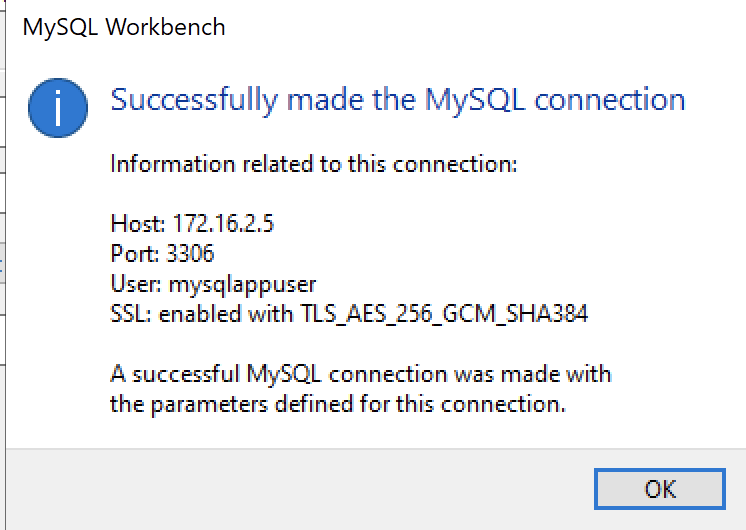 MySQL Workbench
Successfully made the MySQL connection
Information related to this connection:
Host: 172.16.2.5
Port: 3306
User: mysqlappuser
SSL: enabled with TLS_AES_256_GCM_SHA384
A successful MySQL connection was made with
the parameters defined for this connection.
OK